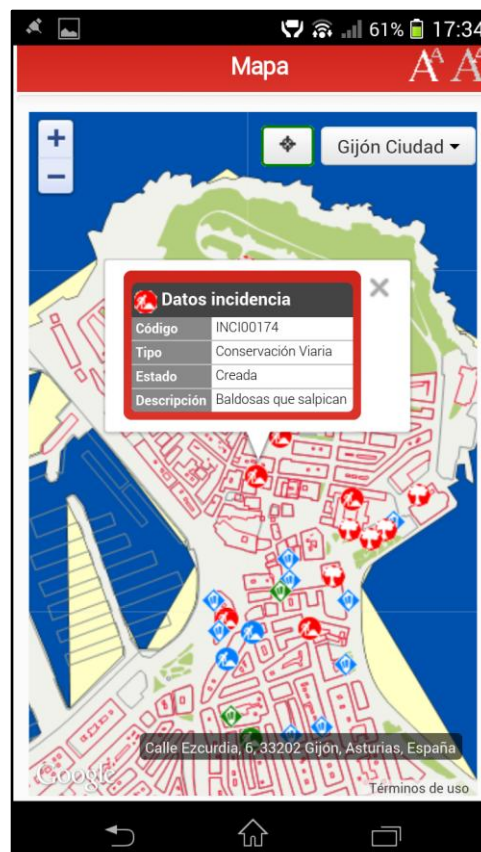 61% 17:34
Mapa
A A A A
+
Gijón Ciudad
−
Datos incidencia
Código INCI00174
Tipo Conservación Viaria
Estado Creada
Descripción Baldosas que salpican
Calle Ezcurdia, 6, 33202 Gijón, Asturias, España
Google
Términos de uso